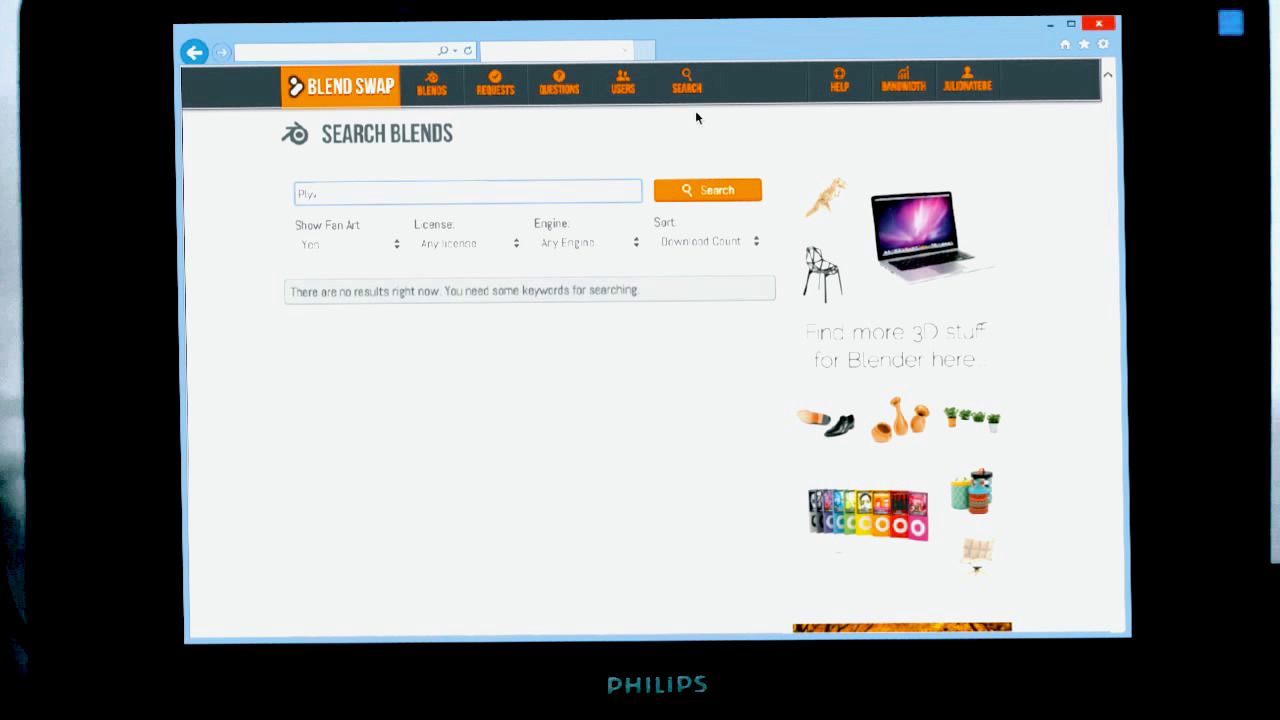 BLEND SWAP
BLENDS
REQUESTS
QUESTIONS
USERS
SEARCH
HELP
BANDWIDTH
JULIONATEBE
SEARCH BLENDS
Search
Show Fan Art
License:
Engine:
Sort:
Yes
Any license
Any Engine
Download Count
There are no results right now. You need some keywords for searching.
Find more 3D stuff
for Blender here...
PHILIPS